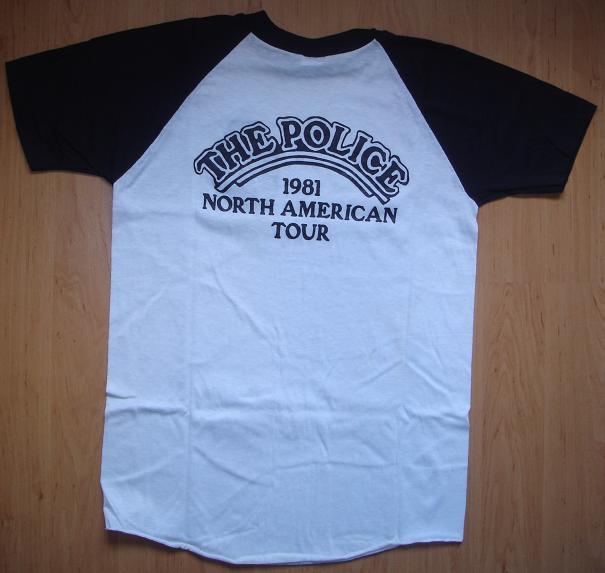 THE POLICE
1981
NORTH AMERICAN
TOUR